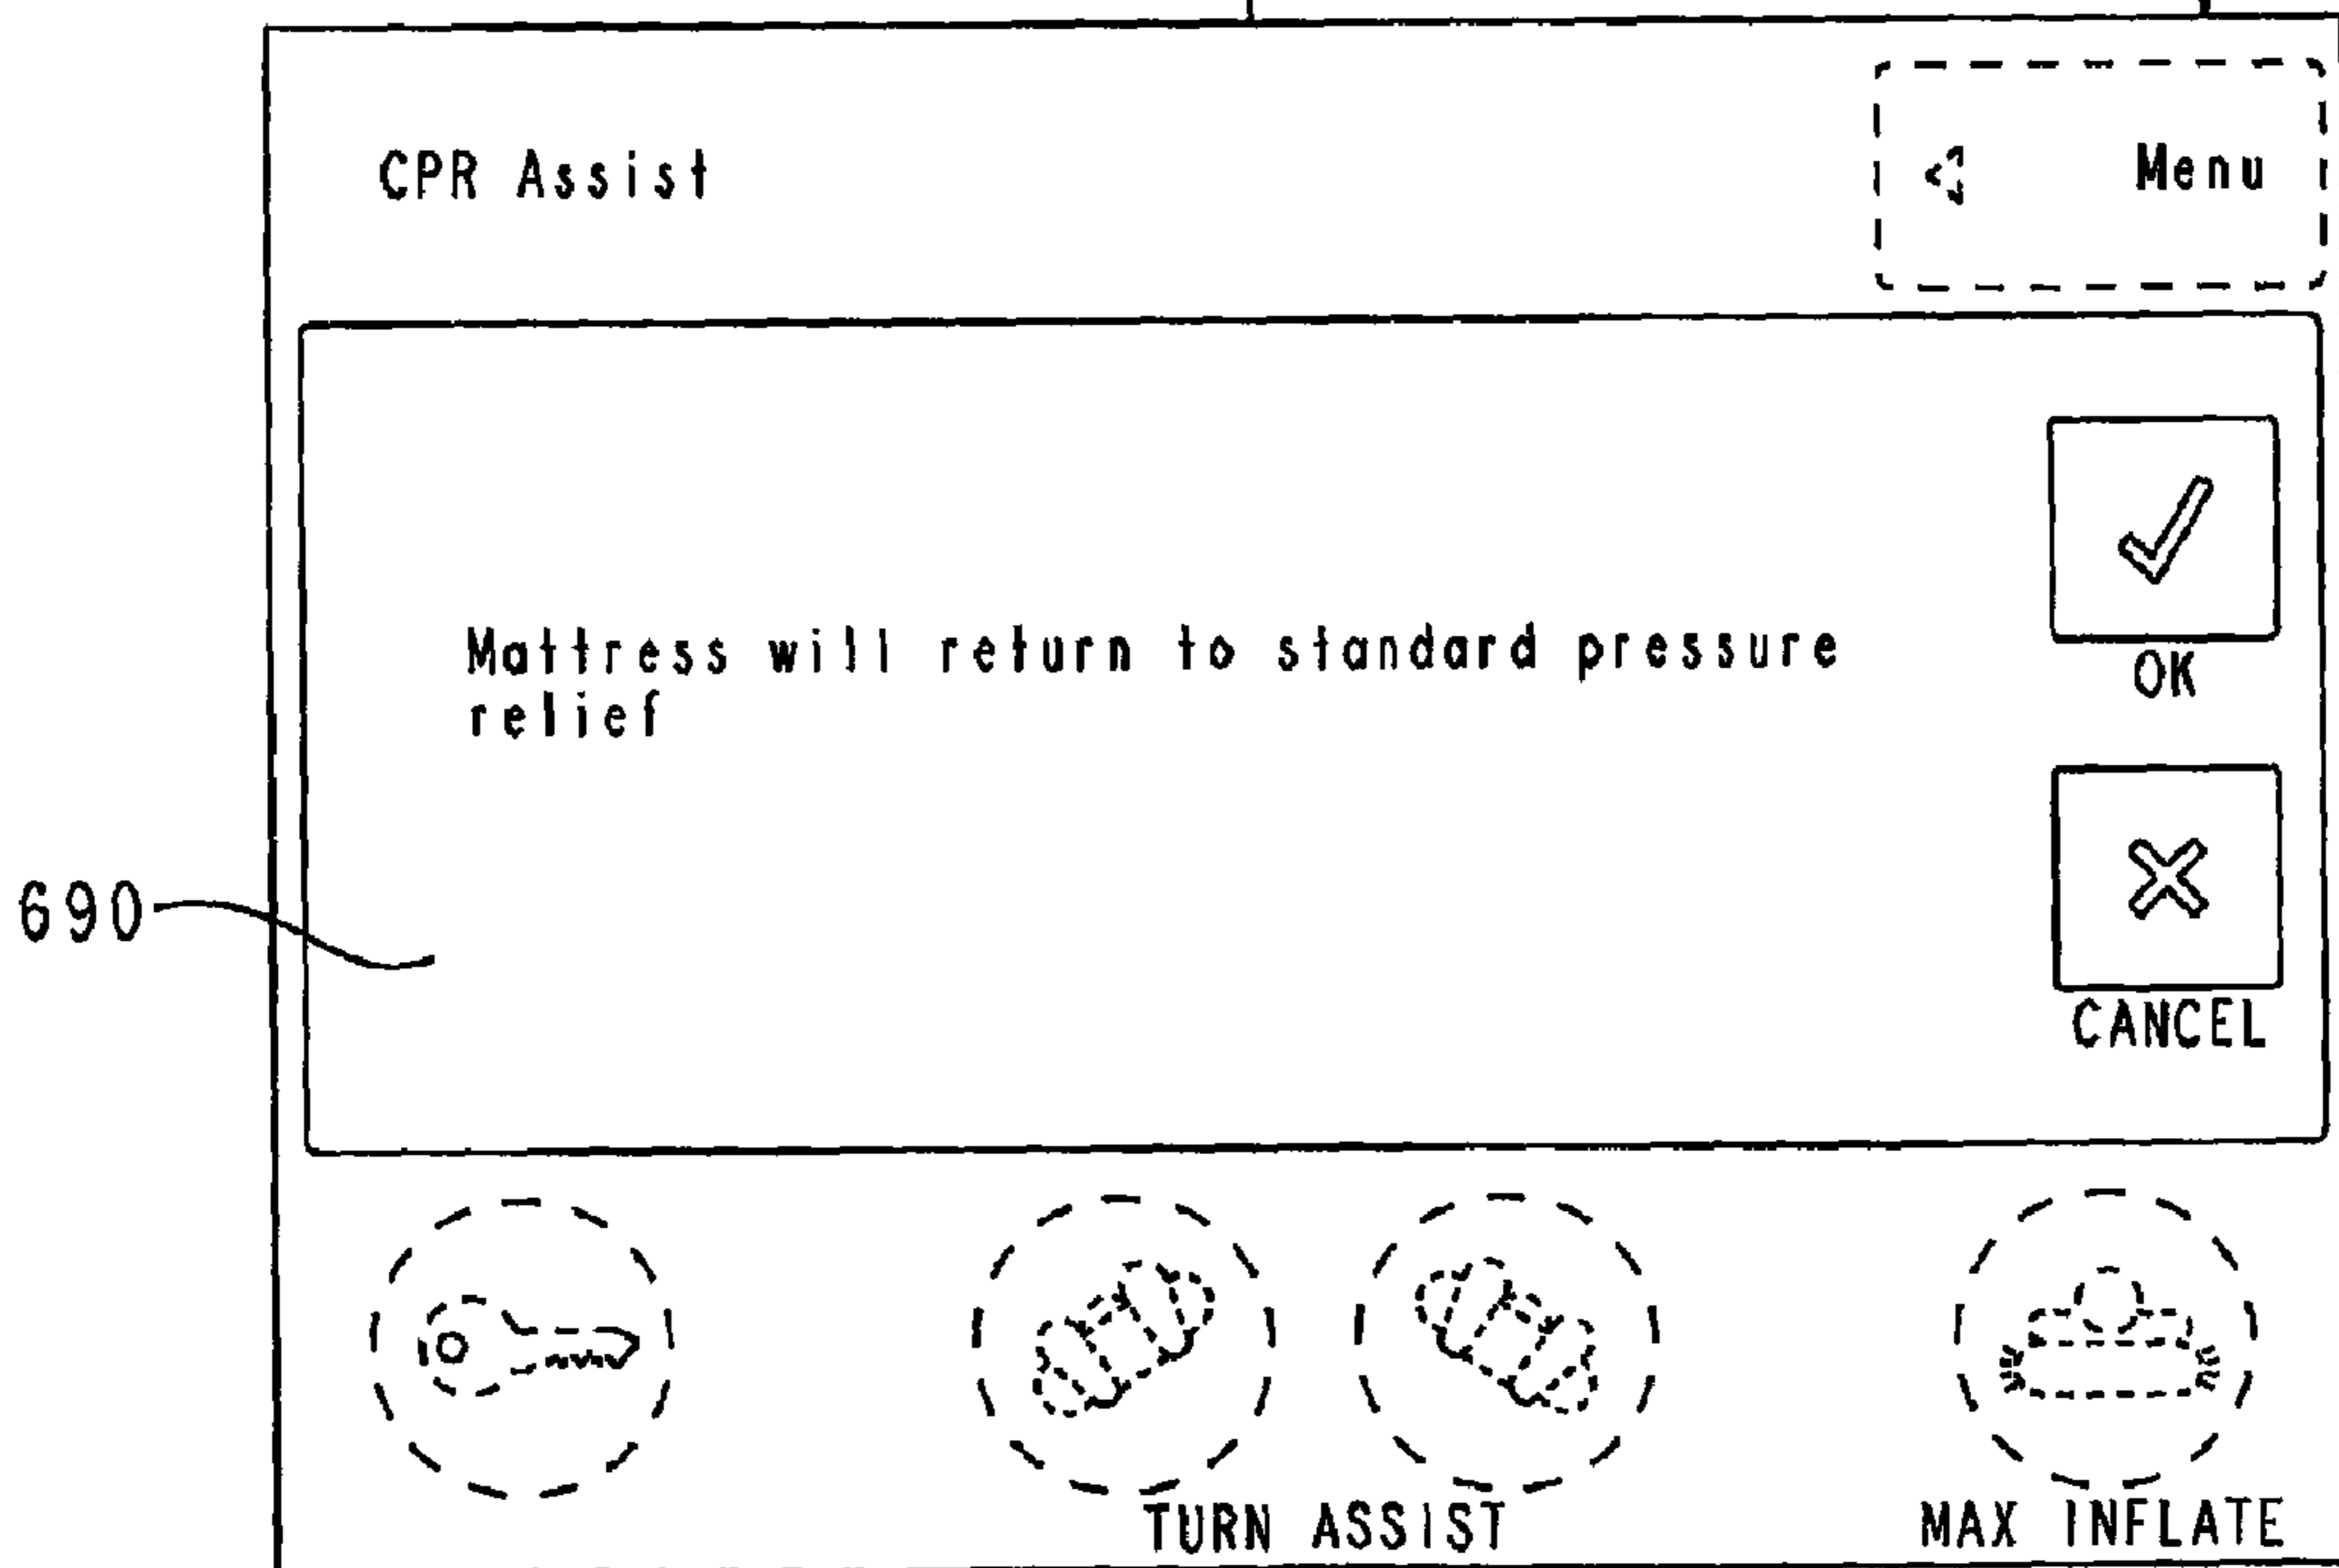 CPR Assist
Menu
Mattress will return to standard pressure
relief
OK
690
CANCEL
TURN ASSIST
MAX INFLATE